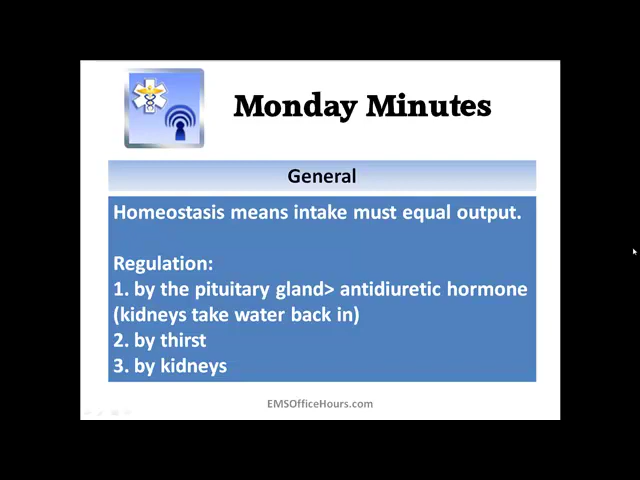 Monday Minutes
General
Homeostasis means intake must equal output.
Regulation:
1. by the pituitary gland> antidiuretic hormone
(kidneys take water back in)
2. by thirst
3. by kidneys
EMSOfficeHours.com